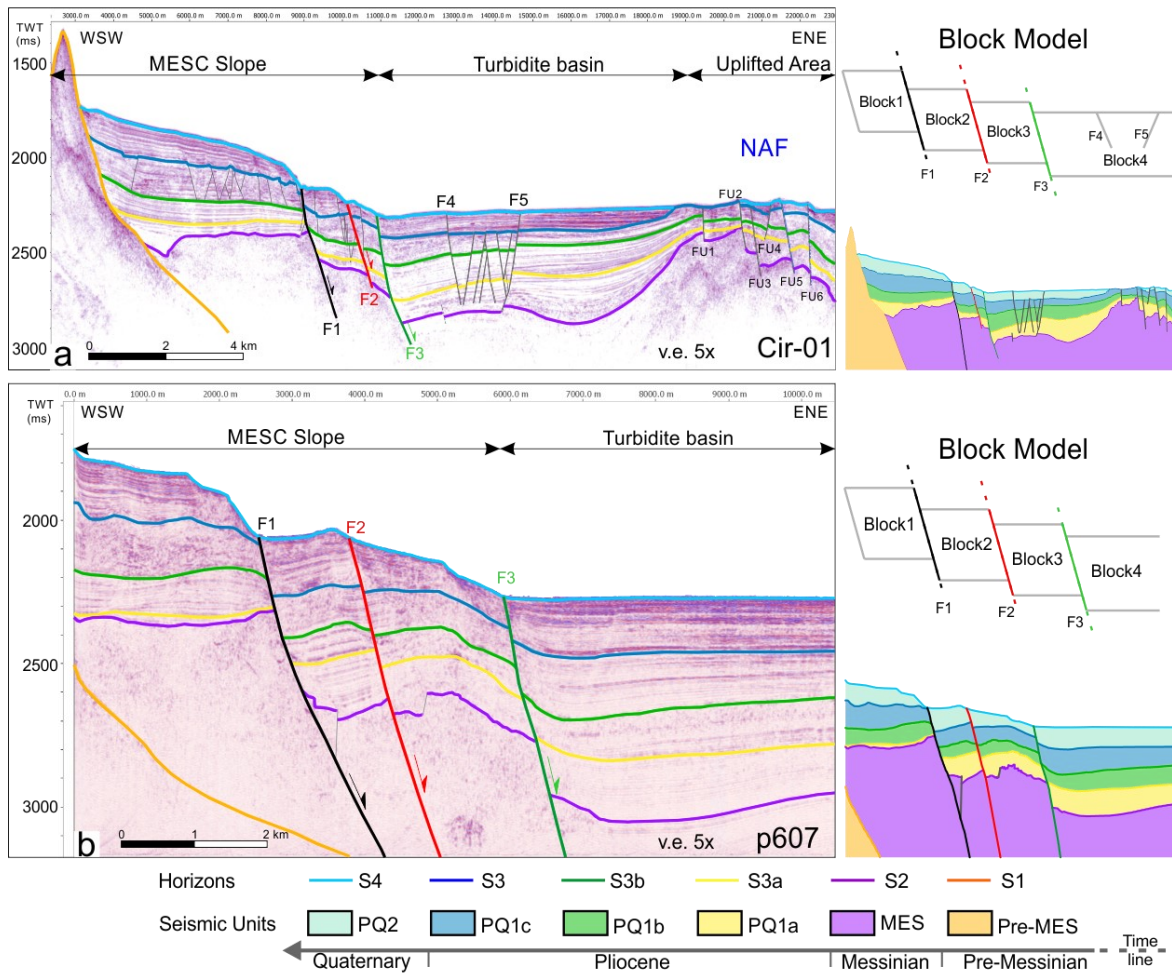 3000.0 m 4000.0 m 5000.0 m 6000.0 m 7000.0 m 8000.0 m 9000.0 m 10000.0 m 11000.0 m 12000.0 m 13000.0 m 14000.0 m 15000.0 m 16000.0 m 17000.0 m 18000.0 m 19000.0 m 20000.0 m 21000.0 m 22000.0 m
TWT
(ms)
WSW
ENE
MESC Slope
Turbidite basin
Uplifted Area
1500
2000
2500
3000
NAF
F4
F5
FU2
FU1
FU4
FU3
FU5
FU6
F2
F1
F3
a
0 2 4 km
v.e. 5x
Cir-01
Block Model
Block1
Block2
Block3
F4
F5
Block4
F1
F2
F3
0.0 m 1000.0 m 2000.0 m 3000.0 m 4000.0 m 5000.0 m 6000.0 m 7000.0 m 8000.0 m 9000.0 m 10000.0 m
TWT
(ms)
WSW
ENE
MESC Slope
Turbidite basin
2000
2500
3000
F1
F2
F3
b
0 1 2 km
v.e. 5x
p607
Block Model
Block1
Block2
Block3
Block4
F1
F2
F3
Horizons S4 S3 S3b S3a S2 S1
Seismic Units PQ2 PQ1c PQ1b PQ1a MES Pre-MES
Quaternary Pliocene Messinian Pre-Messinian
Time
line